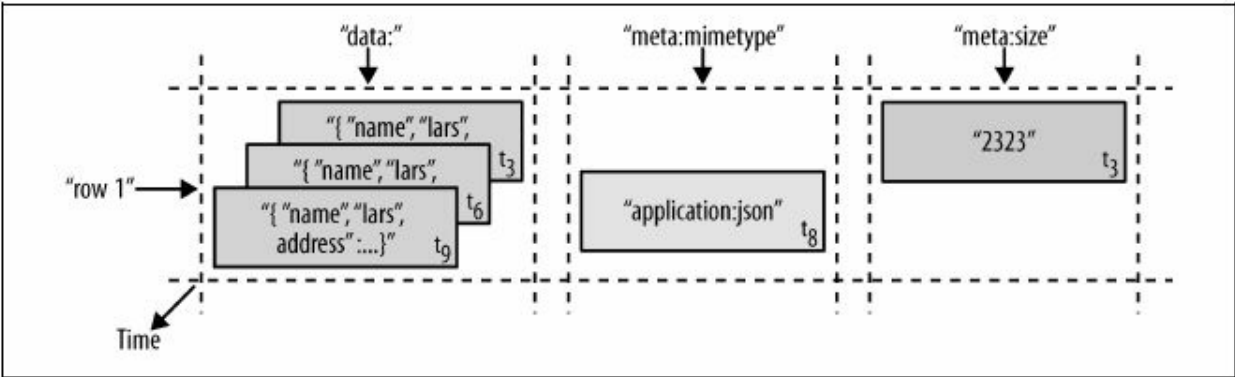 “data:”
“meta:mimetype”
“meta:size”
“{ ”name”, “lars”,
t3
“{ ”name”, “lars”,
t6
“{ ”name”, “lars”,
address” :...}”
t9
“application:json”
t8
“2323”
t3
“row 1”
Time